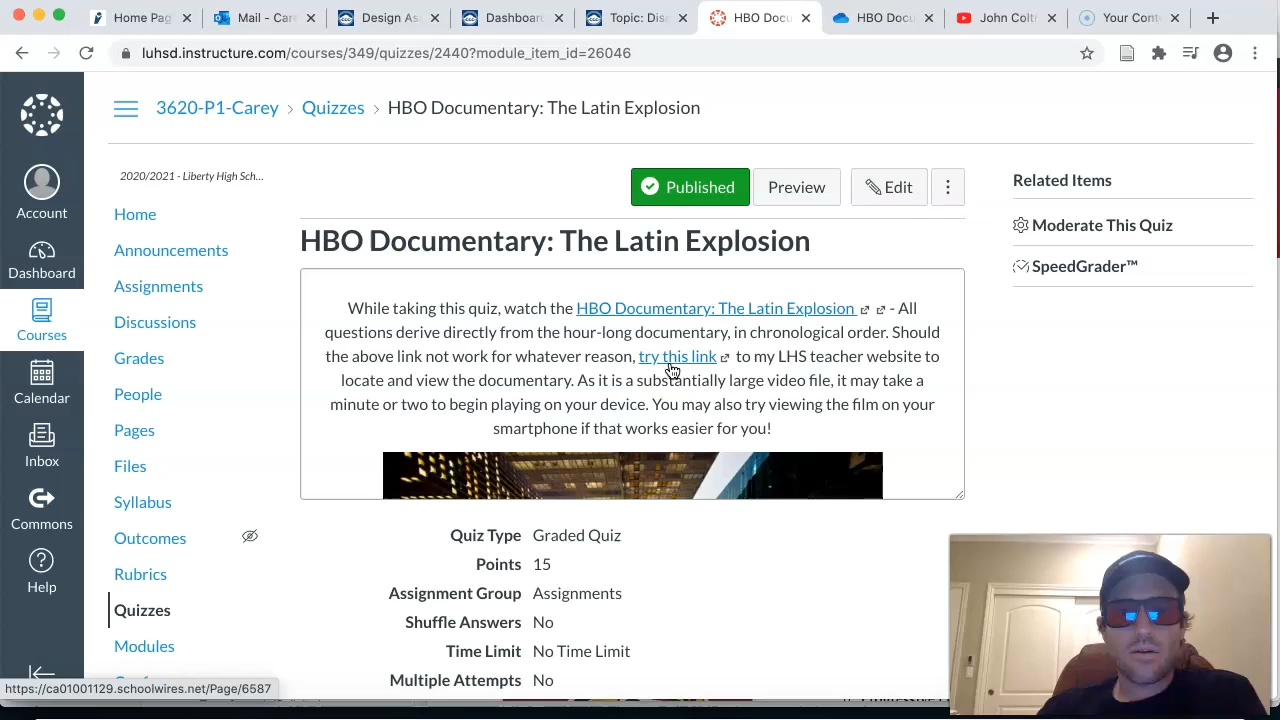 Home Pag
Mail - Care
Design As
Dashboar
Topic: Dis
HBO Docu
HBO Docu
John Colt
Your Cont
luhsd.instructure.com/courses/349/quizzes/2440?module_item_id=26046
3620-P1-Carey > Quizzes > HBO Documentary: The Latin Explosion
Account
Dashboard
Courses
Calendar
Inbox
Commons
Help
2020/2021 - Liberty High Sch...
Home
Announcements
Assignments
Discussions
Grades
People
Pages
Files
Syllabus
Outcomes
Rubrics
Quizzes
Modules
Published
Preview
Edit
HBO Documentary: The Latin Explosion
While taking this quiz, watch the HBO Documentary: The Latin Explosion - All
questions derive directly from the hour-long documentary, in chronological order. Should
the above link not work for whatever reason, try this link to my LHS teacher website to
locate and view the documentary. As it is a substantially large video file, it may take a
minute or two to begin playing on your device. You may also try viewing the film on your
smartphone if that works easier for you!
Quiz Type Graded Quiz
Points 15
Assignment Group Assignments
Shuffle Answers No
Time Limit No Time Limit
Multiple Attempts No
Related Items
Moderate This Quiz
SpeedGrader™
https://ca01001129.schoolwires.net/Page/6587